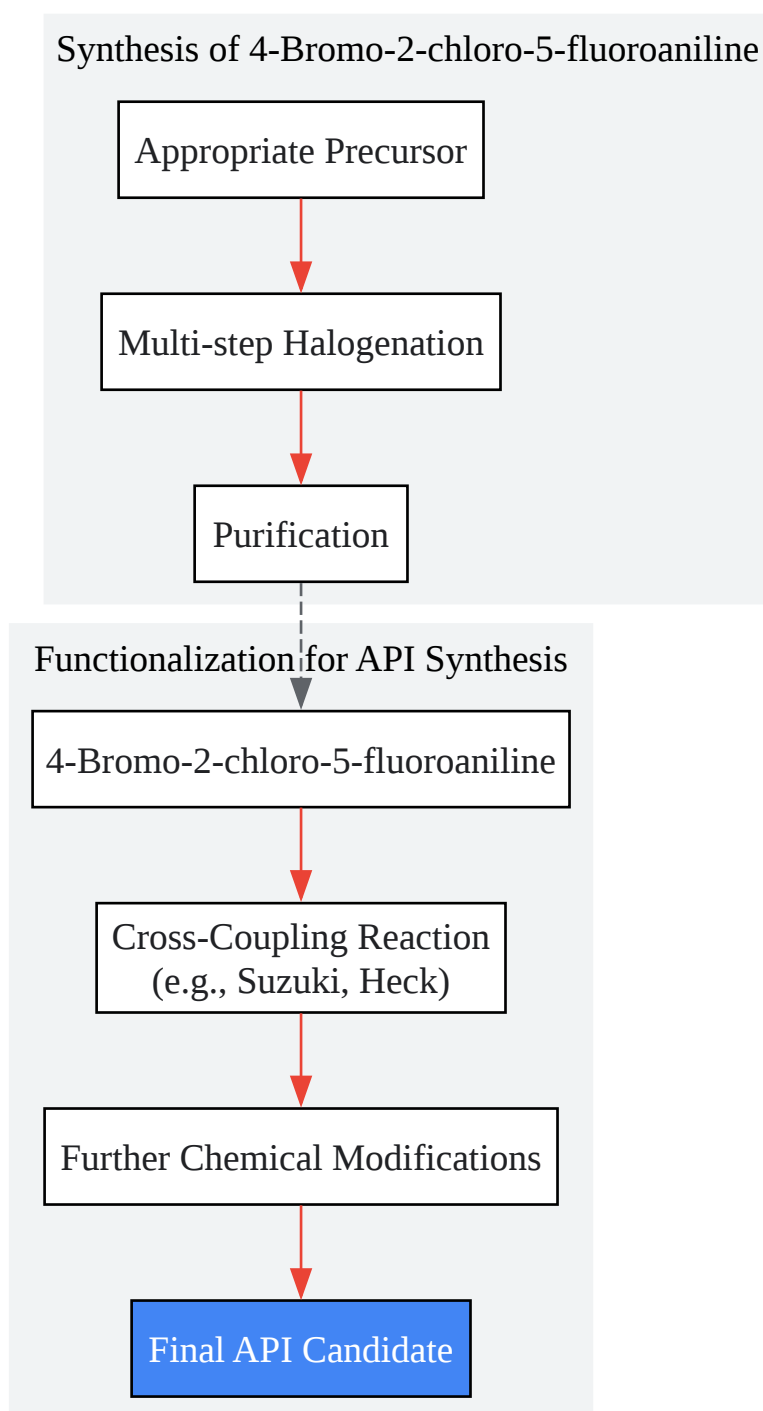 Synthesis of 4-Bromo-2-chloro-5-fluoroaniline
Appropriate Precursor
Multi-step Halogenation
Purification
Functionalization for API Synthesis
4-Bromo-2-chloro-5-fluoroaniline
Cross-Coupling Reaction
(e.g., Suzuki, Heck)
Further Chemical Modifications
Final API Candidate